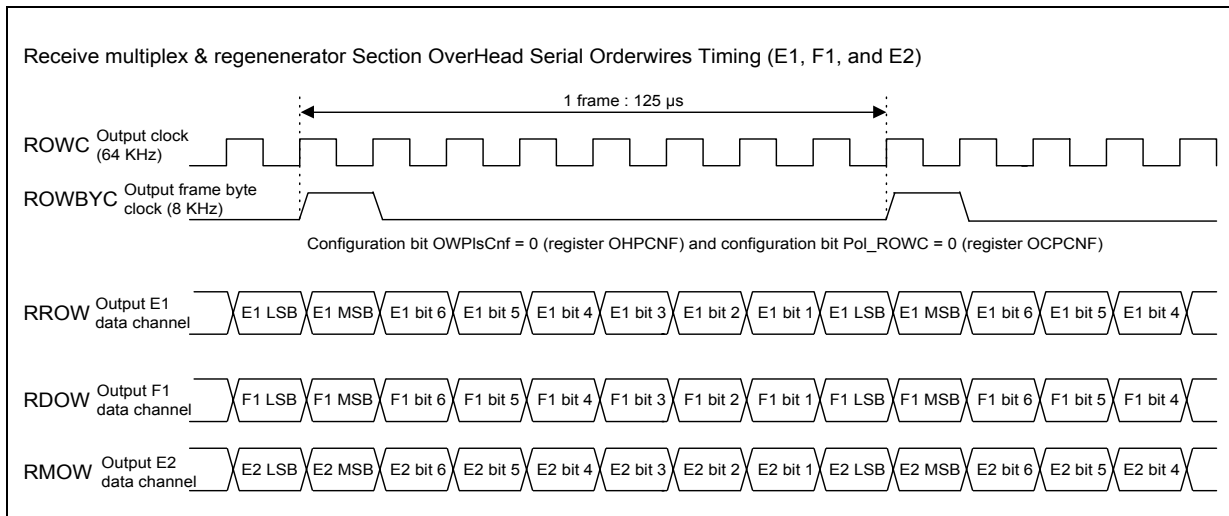 Receive multiplex & regenenerator Section OverHead Serial Orderwires Timing (E1, F1, and E2)
1 frame : 125 µs
ROWC Output clock
(64 KHz)
ROWBYC Output frame byte
clock (8 KHz)
Configuration bit OWPlsCnf = 0 (register OHPCNF) and configuration bit Pol_ROWC = 0 (register OCPCNF)
RROW Output E1
data channel
E1 LSB E1 MSB E1 bit 6 E1 bit 5 E1 bit 4 E1 bit 3 E1 bit 2 E1 bit 1 E1 LSB E1 MSB E1 bit 6 E1 bit 5 E1 bit 4
RDOW Output F1
data channel
F1 LSB F1 MSB F1 bit 6 F1 bit 5 F1 bit 4 F1 bit 3 F1 bit 2 F1 bit 1 F1 LSB F1 MSB F1 bit 6 F1 bit 5 F1 bit 4
RMOW Output E2
data channel
E2 LSB E2 MSB E2 bit 6 E2 bit 5 E2 bit 4 E2 bit 3 E2 bit 2 E2 bit 1 E2 LSB E2 MSB E2 bit 6 E2 bit 5 E2 bit 4